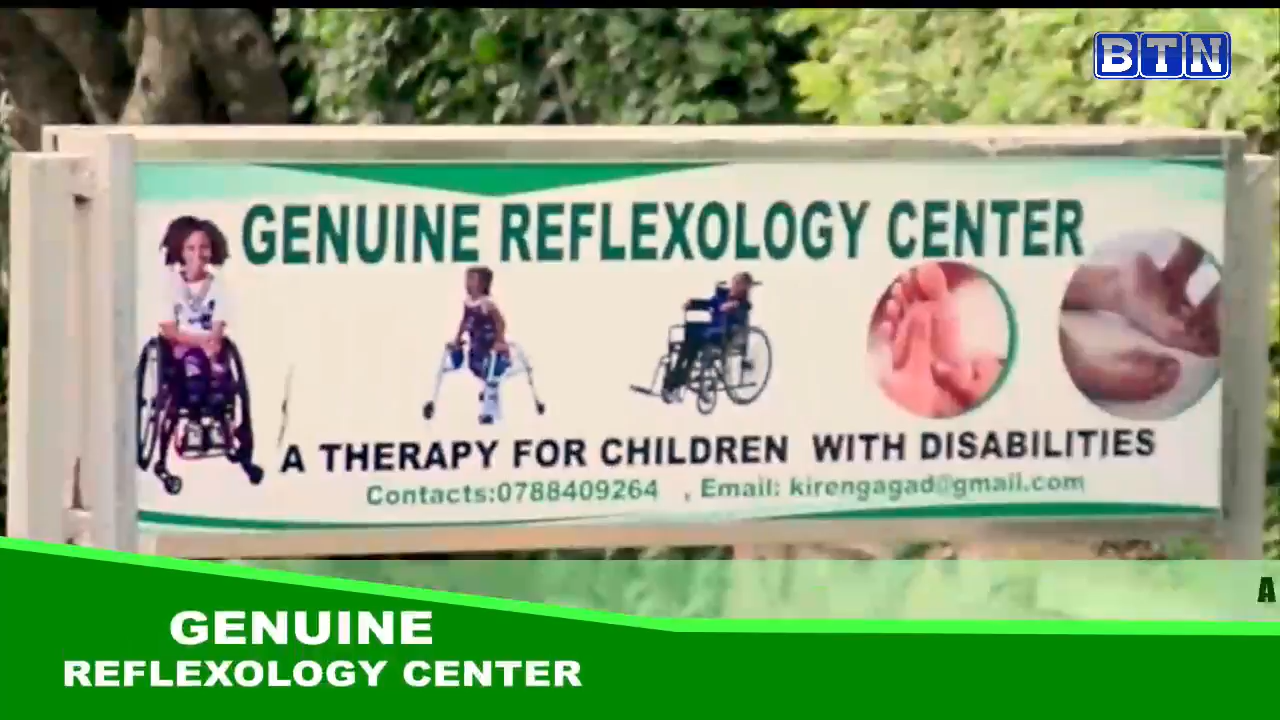 BTN
GENUINE REFLEXOLOGY CENTER
A THERAPY FOR CHILDREN WITH DISABILITIES
Contacts:0788409264 , Email: kirengagad@gmail.com
A
GENUINE
REFLEXOLOGY CENTER